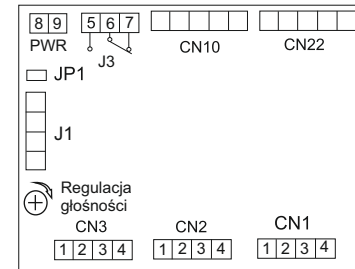 8 9 5 6 7
PWR J3 CN10 CN22
JP1
J1
Regulacja
głośności
CN3 CN2 CN1
1 2 3 4 1 2 3 4 1 2 3 4